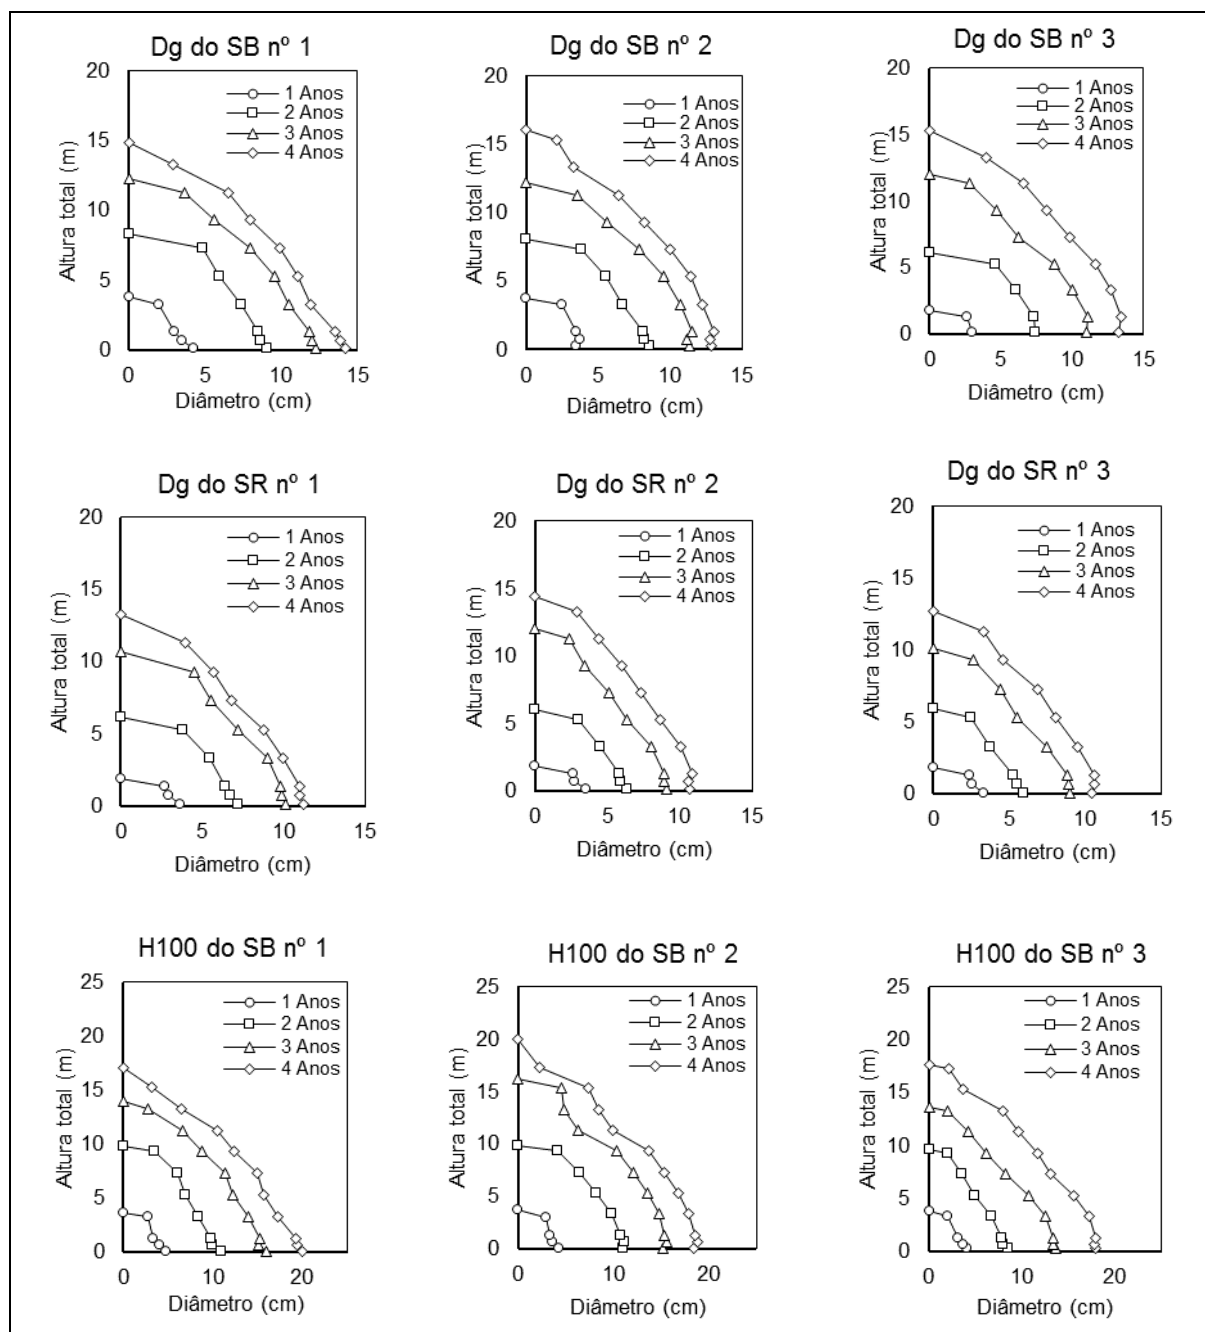 Dg do SB nº 1
20
15
10
5
0
Altura total (m)
1 Anos
2 Anos
3 Anos
4 Anos
0 5 10 15
Diâmetro (cm)
Dg do SB nº 2
20
15
10
5
0
Altura total (m)
1 Anos
2 Anos
3 Anos
4 Anos
0 5 10 15
Diâmetro (cm)
Dg do SB nº 3
20
15
10
5
0
Altura total (m)
1 Anos
2 Anos
3 Anos
4 Anos
0 5 10 15
Diâmetro (cm)
Dg do SR nº 1
20
15
10
5
0
Altura total (m)
1 Anos
2 Anos
3 Anos
4 Anos
0 5 10 15
Diâmetro (cm)
Dg do SR nº 2
20
15
10
5
0
Altura total (m)
1 Anos
2 Anos
3 Anos
4 Anos
0 5 10 15
Diâmetro (cm)
Dg do SR nº 3
20
15
10
5
0
Altura total (m)
1 Anos
2 Anos
3 Anos
4 Anos
0 5 10 15
Diâmetro (cm)
H100 do SB nº 1
25
20
15
10
5
0
Altura total (m)
1 Anos
2 Anos
3 Anos
4 Anos
0 10 20
Diâmetro (cm)
H100 do SB nº 2
25
20
15
10
5
0
Altura total (m)
1 Anos
2 Anos
3 Anos
4 Anos
0 10 20
Diâmetro (cm)
H100 do SB nº 3
25
20
15
10
5
0
Altura total (m)
1 Anos
2 Anos
3 Anos
4 Anos
0 10 20
Diâmetro (cm)